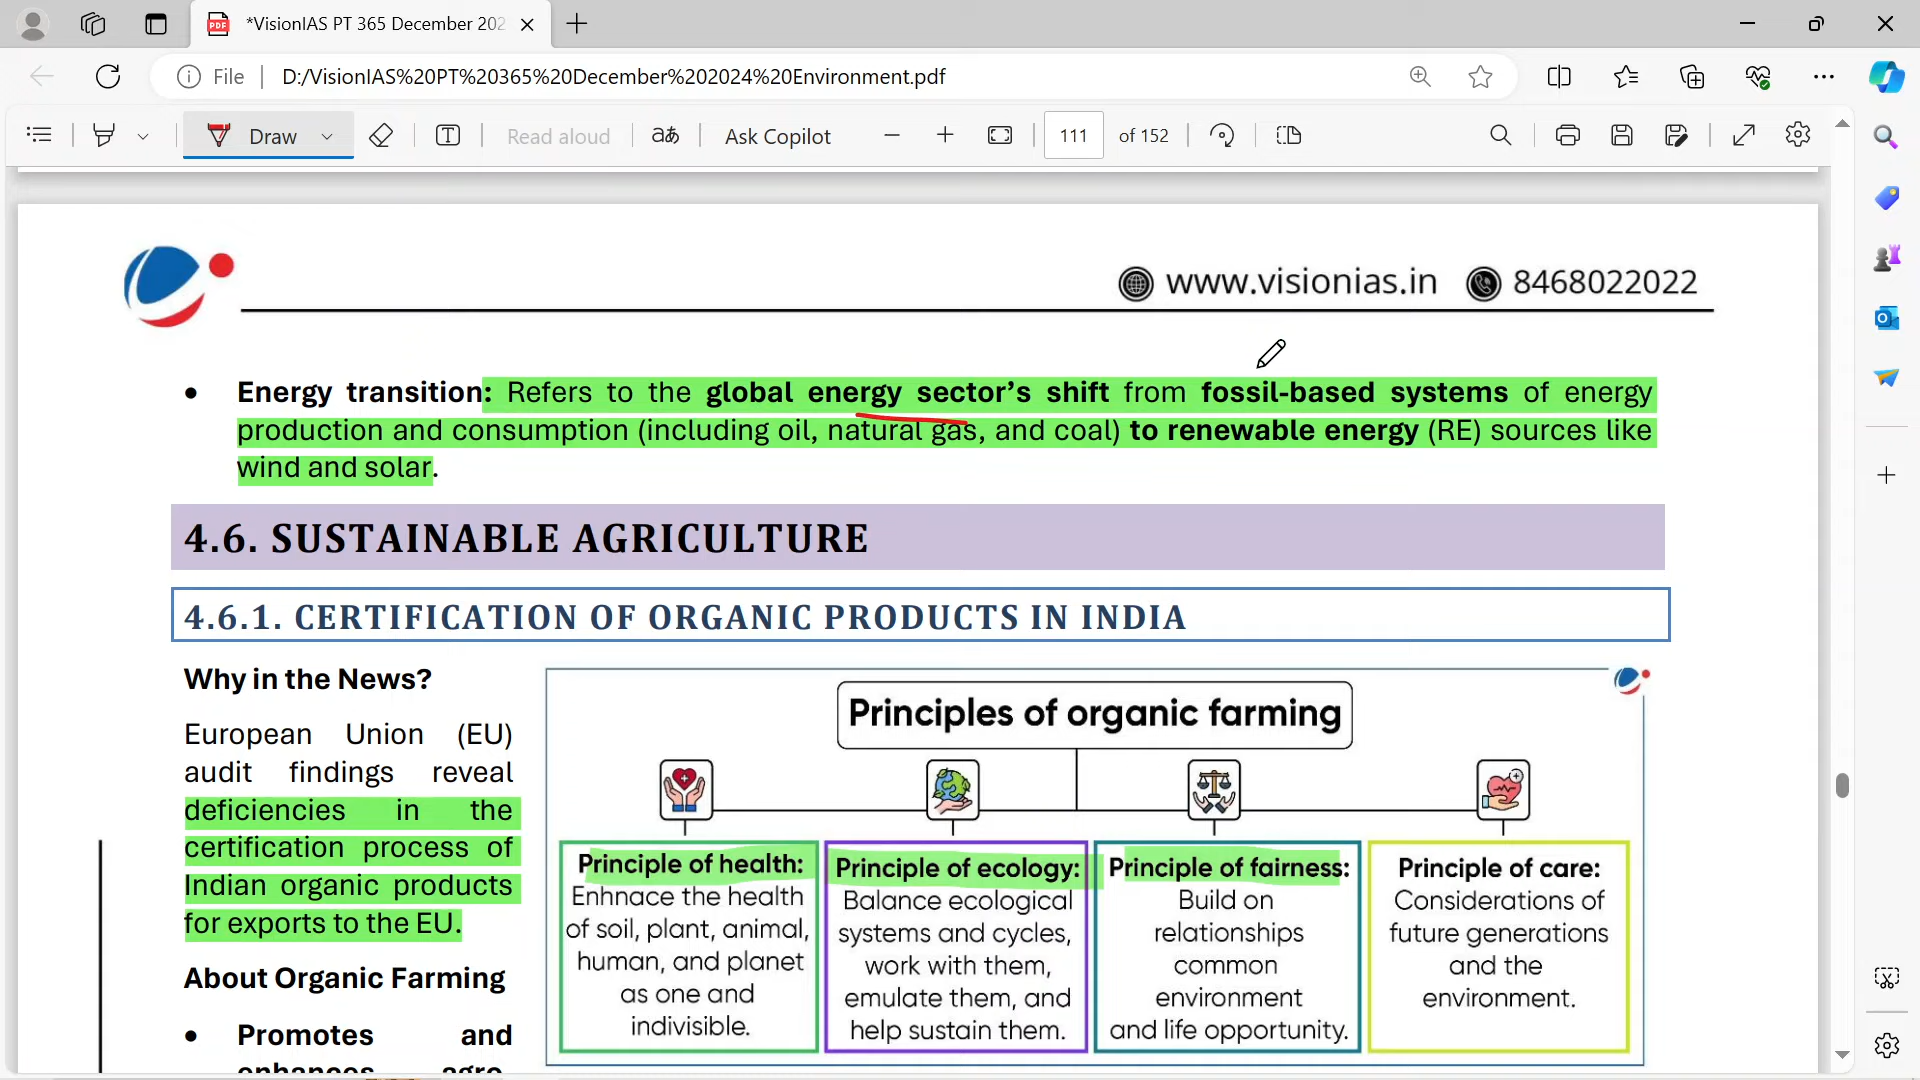 *VisionIAS PT 365 December 202
File
D:/VisionIAS%20PT%20365%20December%202024%20Environment.pdf
Draw
Read aloud
aあ
Ask Copilot
111
of 152
www.visionias.in
8468022022
• Energy transition: Refers to the global energy sector’s shift from fossil-based systems of energy
production and consumption (including oil, natural gas, and coal) to renewable energy (RE) sources like
wind and solar.
4.6. SUSTAINABLE AGRICULTURE
4.6.1. CERTIFICATION OF ORGANIC PRODUCTS IN INDIA
Why in the News?
European Union (EU)
audit findings reveal
deficiencies in the
certification process of
Indian organic products
for exports to the EU.
About Organic Farming
• Promotes and
enhances agro-
Principles of organic farming
Principle of health:
Enhnace the health
of soil, plant, animal,
human, and planet
as one and
indivisible.
Principle of ecology:
Balance ecological
systems and cycles,
work with them,
emulate them, and
help sustain them.
Principle of fairness:
Build on
relationships
common
environment
and life opportunity.
Principle of care:
Considerations of
future generations
and the
environment.